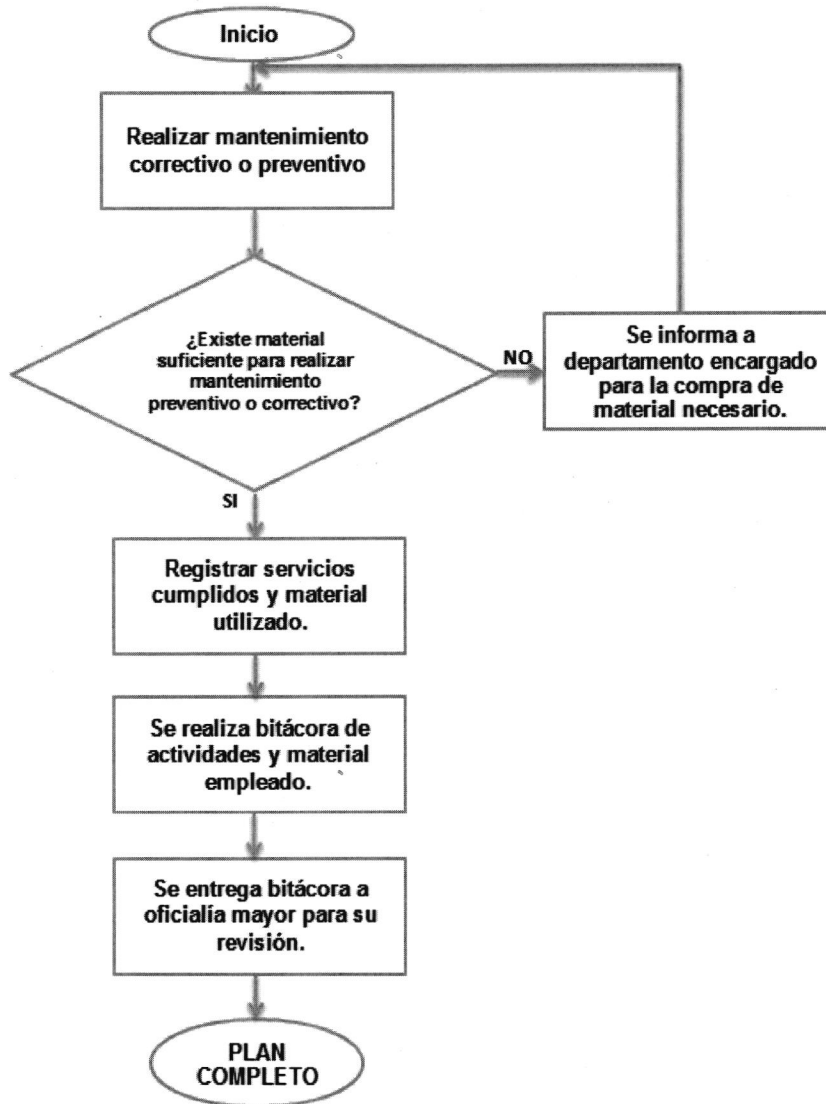 Inicio
Realizar mantenimiento
correctivo o preventivo
¿Existe material
suficiente para realizar
mantenimiento
preventivo o correctivo?
NO
Se informa a
departamento encargado
para la compra de
material necesario.
SI
Registrar servicios
cumplidos y material
utilizado.
Se realiza bitácora de
actividades y material
empleado.
Se entrega bitácora a
oficialía mayor para su
revisión.
PLAN
COMPLETO